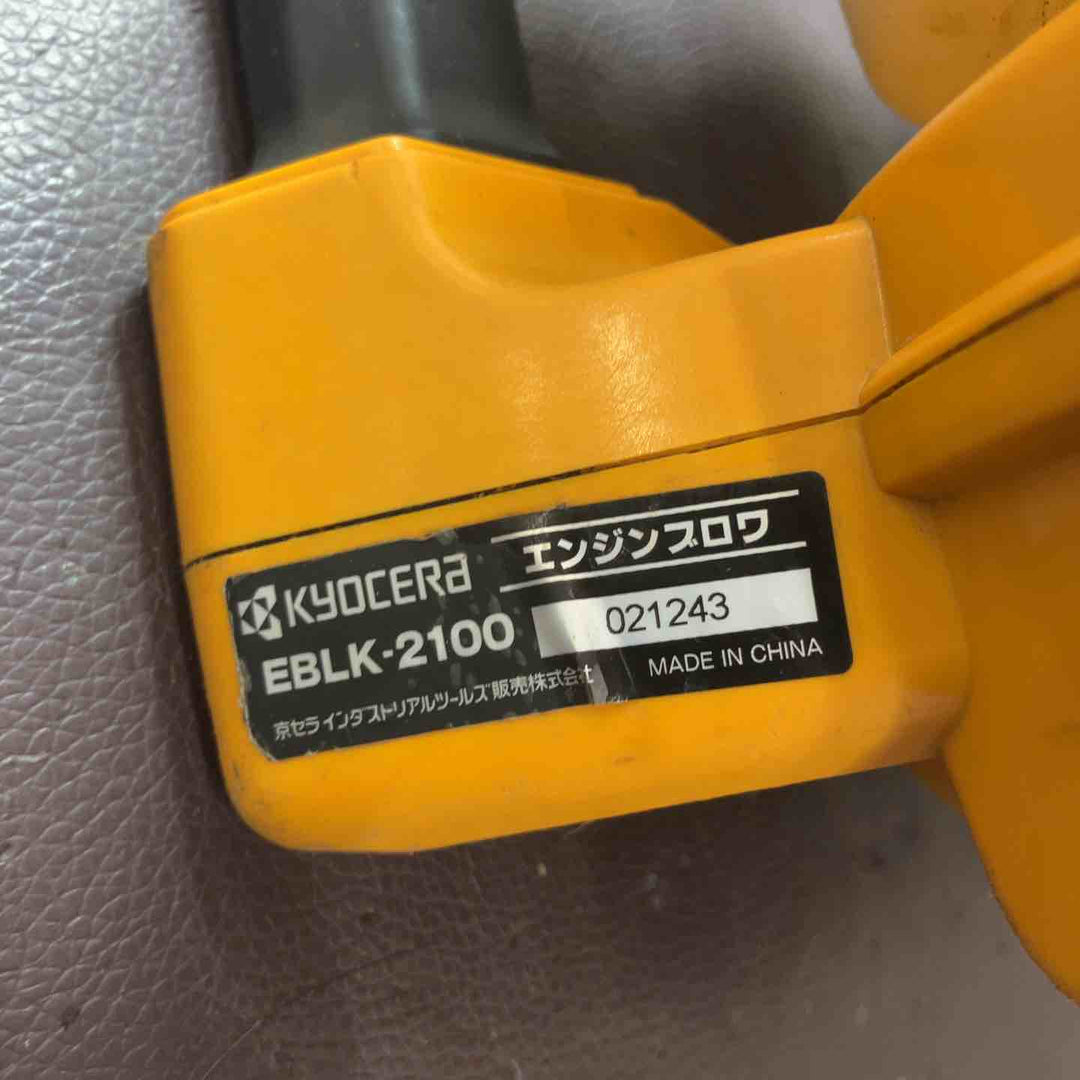 KYOCERA
エンジンブロワ
EBLK-2100
021243
京セラインダストリアルツールズ販売株式会社
MADE IN CHINA